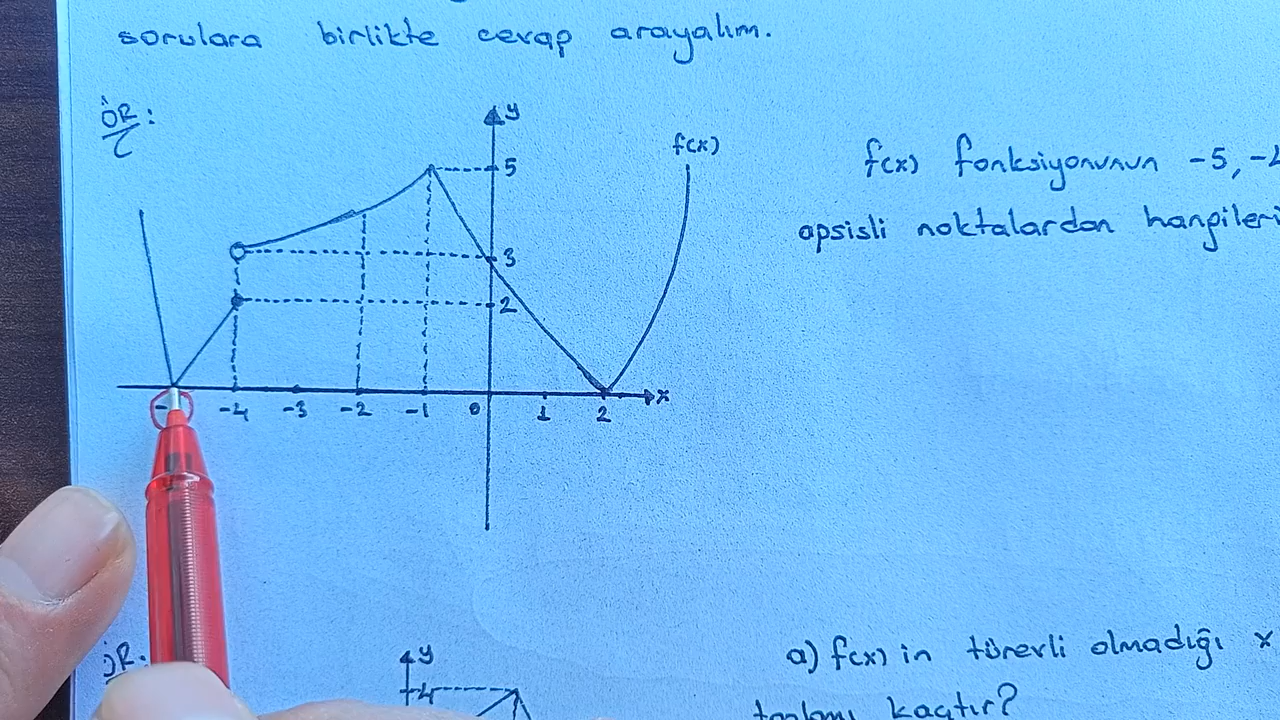 sorulara birlikte cevap arayalım.
ÖR:
y
f(x)
5
f(x) fonksiyonunun -5,
apsisli noktalardan hangileri
3
2
-4 -3 -2 -1 0 1 2 x
ÖR:
y
a) f(x) in türevli olmadığı x
4
toplamı kaçtır?